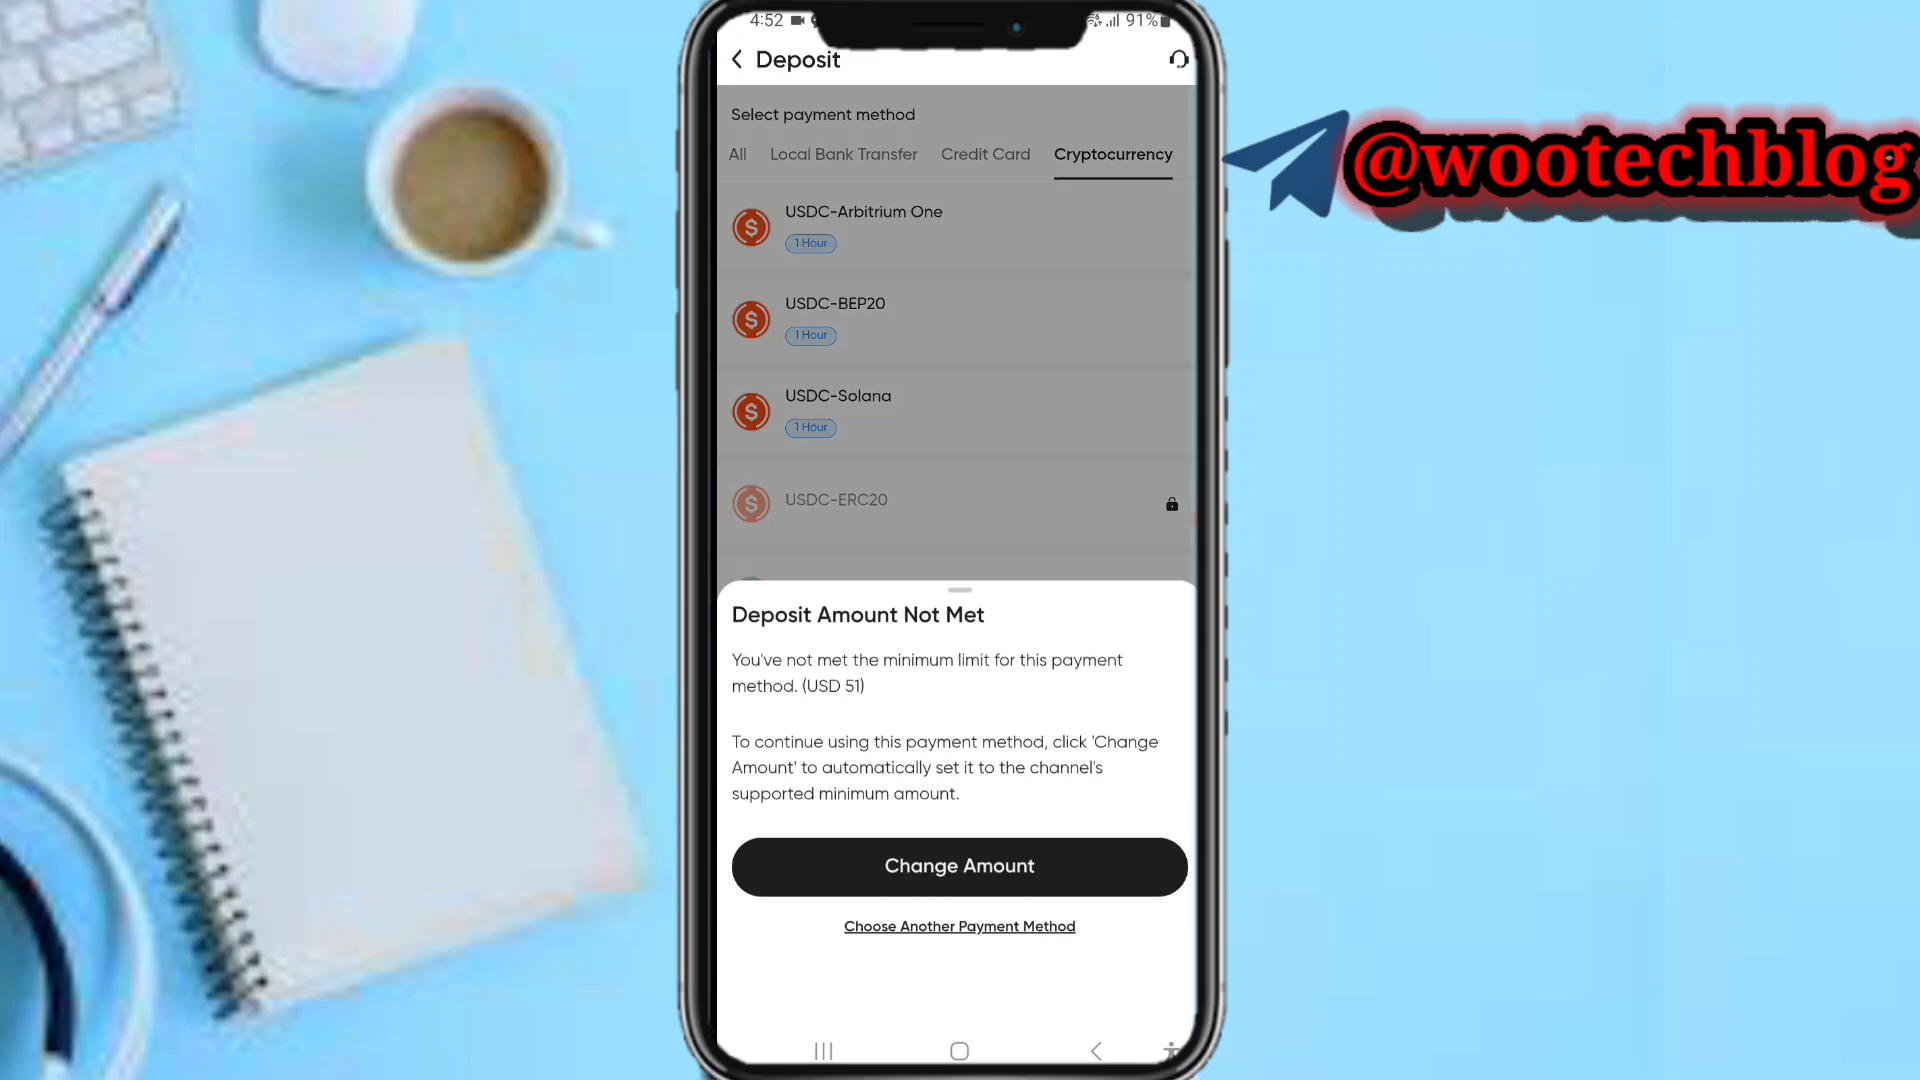 4:52
91%
Deposit
Select payment method
All Local Bank Transfer Credit Card Cryptocurrency
USDC-Arbitrium One
1 Hour
USDC-BEP20
1 Hour
USDC-Solana
1 Hour
USDC-ERC20
Deposit Amount Not Met
You've not met the minimum limit for this payment
method. (USD 51)
To continue using this payment method, click 'Change
Amount' to automatically set it to the channel's
supported minimum amount.
Change Amount
Choose Another Payment Method
@wootechblog